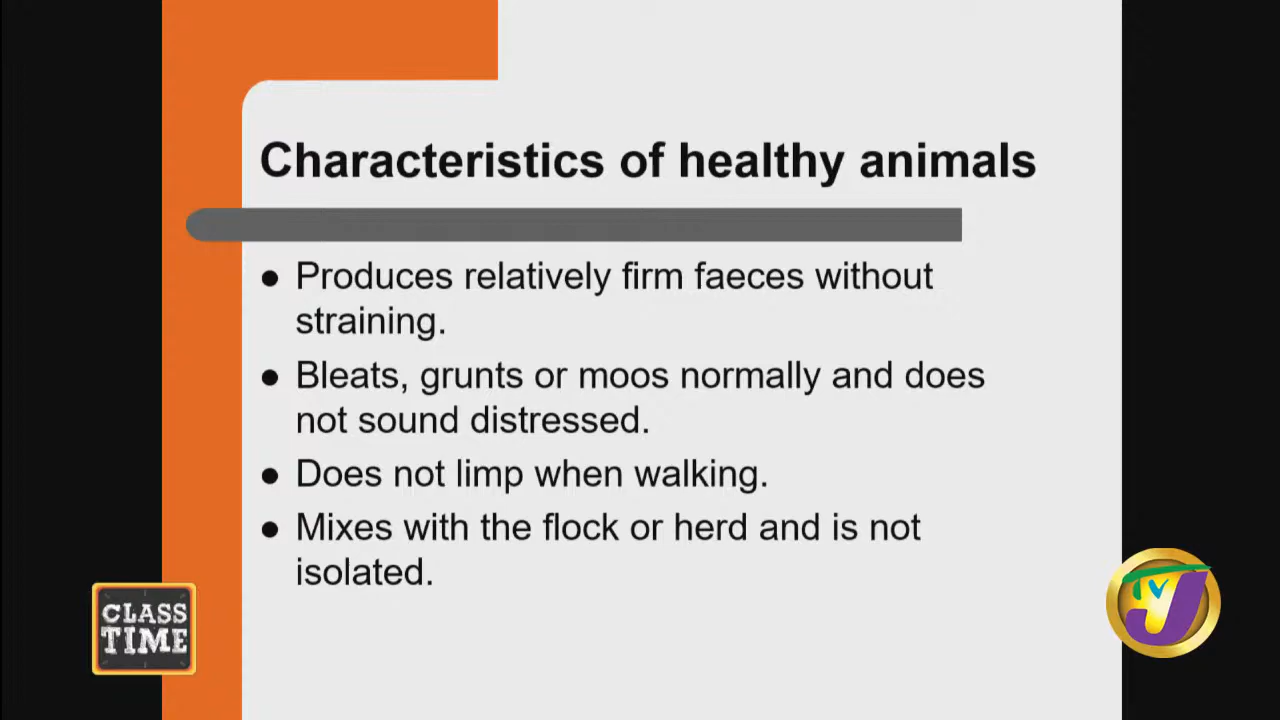 Characteristics of healthy animals
● Produces relatively firm faeces without
straining.
● Bleats, grunts or moos normally and does
not sound distressed.
● Does not limp when walking.
● Mixes with the flock or herd and is not
isolated.
CLASS
TIME
TVJ